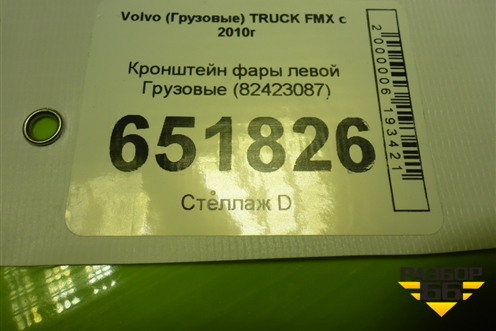 Volvo (Грузовые) TRUCK FMX с
2010г
Кронштейн фары левой
Грузовые (82423087)
651826
Стеллаж D
2000006193421
РАЗБОР
66